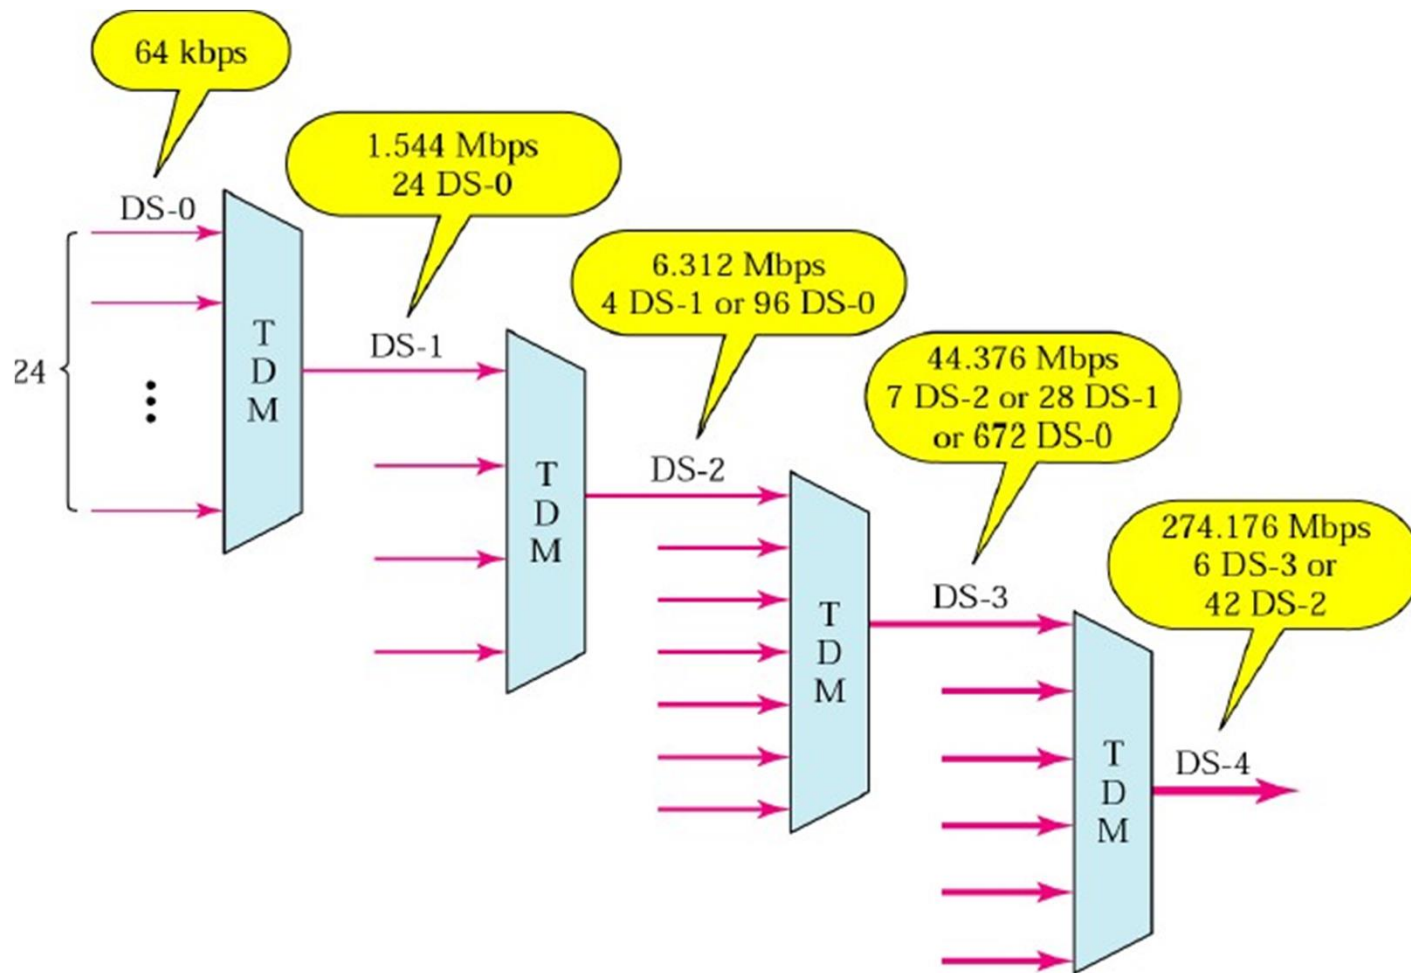 64 kbps
DS-0
24
T
D
M
1.544 Mbps
24 DS-0
DS-1
T
D
M
6.312 Mbps
4 DS-1 or 96 DS-0
DS-2
T
D
M
44.376 Mbps
7 DS-2 or 28 DS-1
or 672 DS-0
DS-3
T
D
M
274.176 Mbps
6 DS-3 or
42 DS-2
DS-4